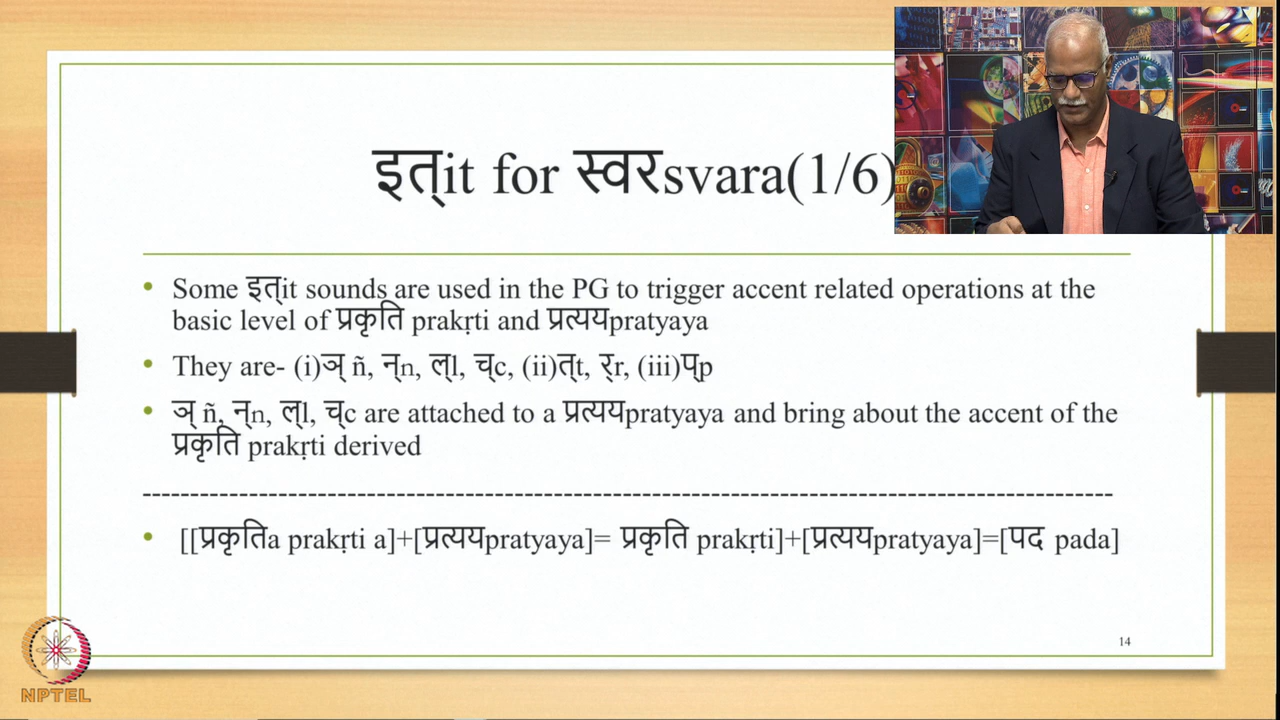 इत्it for स्वरsvara(1/6)
• Some इत्it sounds are used in the PG to trigger accent related operations at the
basic level of प्रकृति prakṛti and प्रत्ययpratyaya
• They are- (i)ञ् ñ, न्n, ल्l, च्c, (ii)त्t, र्r, (iii)प्p
• ञ् ñ, न्n, ल्l, च्c are attached to a प्रत्ययpratyaya and bring about the accent of the
प्रकृति prakṛti derived
----------------------------------------------------------------------------------------------------
• [[प्रकृतिa prakṛti a]+[प्रत्ययpratyaya]= प्रकृति prakṛti]+[प्रत्ययpratyaya]=[पद pada]
14
NPTEL